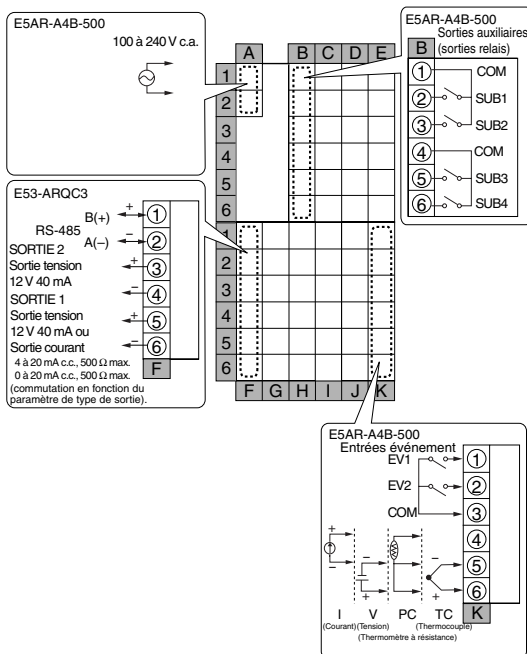 E5AR-A4B-500
100 à 240 V c.a.
A B C D E
1
2
3
4
5
6
1
2
3
4
5
6
F G H I J K
E5AR-A4B-500
Sorties auxiliaires
(sorties relais)
B
1 COM
2 SUB1
3 SUB2
4 COM
5 SUB3
6 SUB4
E53-ARQC3
RS-485
B(+) + 1
A(−) − 2
SORTIE 2
Sortie tension
12 V 40 mA
+ 3
− 4
SORTIE 1
Sortie tension
12 V 40 mA ou
Sortie courant
+ 5
− 6
4 à 20 mA c.c., 500 Ω max.
0 à 20 mA c.c., 500 Ω max.
(commutation en fonction du
paramètre de type de sortie).
F
E5AR-A4B-500
Entrées événement
EV1 1
EV2 2
COM 3
4
5
6
+ − − + − +
I V PC TC K
(Courant) (Tension) (Thermocouple)
(Thermomètre à résistance)